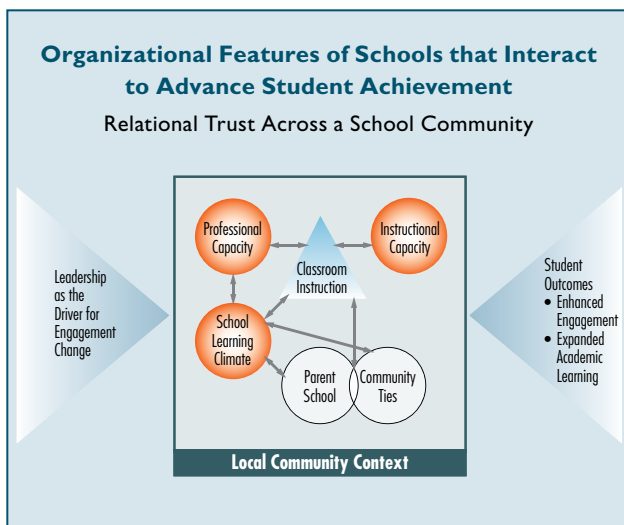 Organizational Features of Schools that Interact
to Advance Student Achievement
Relational Trust Across a School Community
Leadership
as the
Driver for
Engagement
Change
Professional
Capacity
Instructional
Capacity
Classroom
Instruction
School
Learning
Climate
Parent
School
Community
Ties
Local Community Context
Student
Outcomes
• Enhanced
Engagement
• Expanded
Academic
Learning